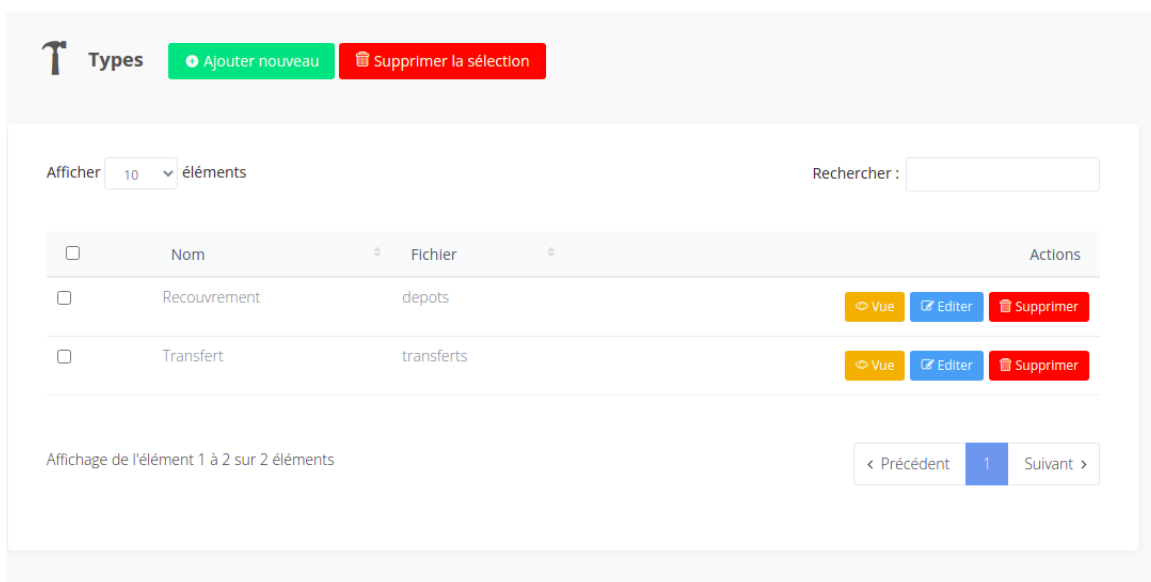 Types Ajouter nouveau Supprimer la sélection
Afficher 10 éléments Rechercher :
Nom Fichier Actions
Recouvrement depots Vue Editer Supprimer
Transfert transferts Vue Editer Supprimer
Affichage de l'élément 1 à 2 sur 2 éléments ‹ Précédent 1 Suivant ›